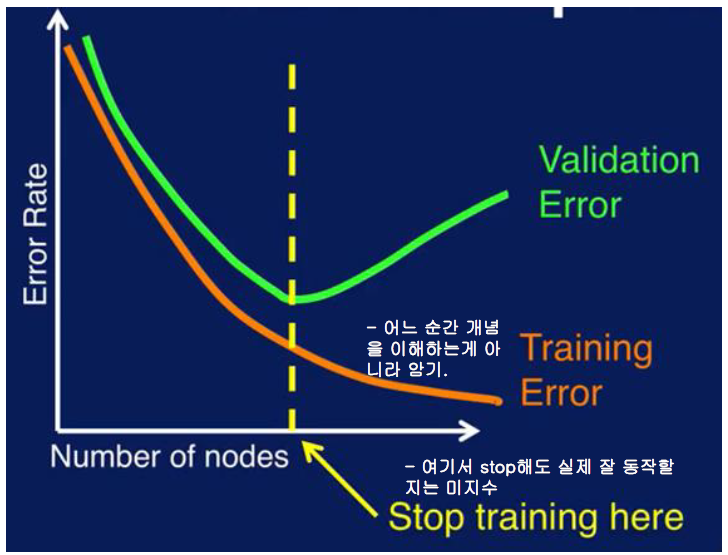 Error Rate
Validation
Error
- 어느 순간 개념
을 이해하는게 아
니라 암기.
Training
Error
Number of nodes
- 여기서 stop해도 실제 잘 동작할
지는 미지수
Stop training here